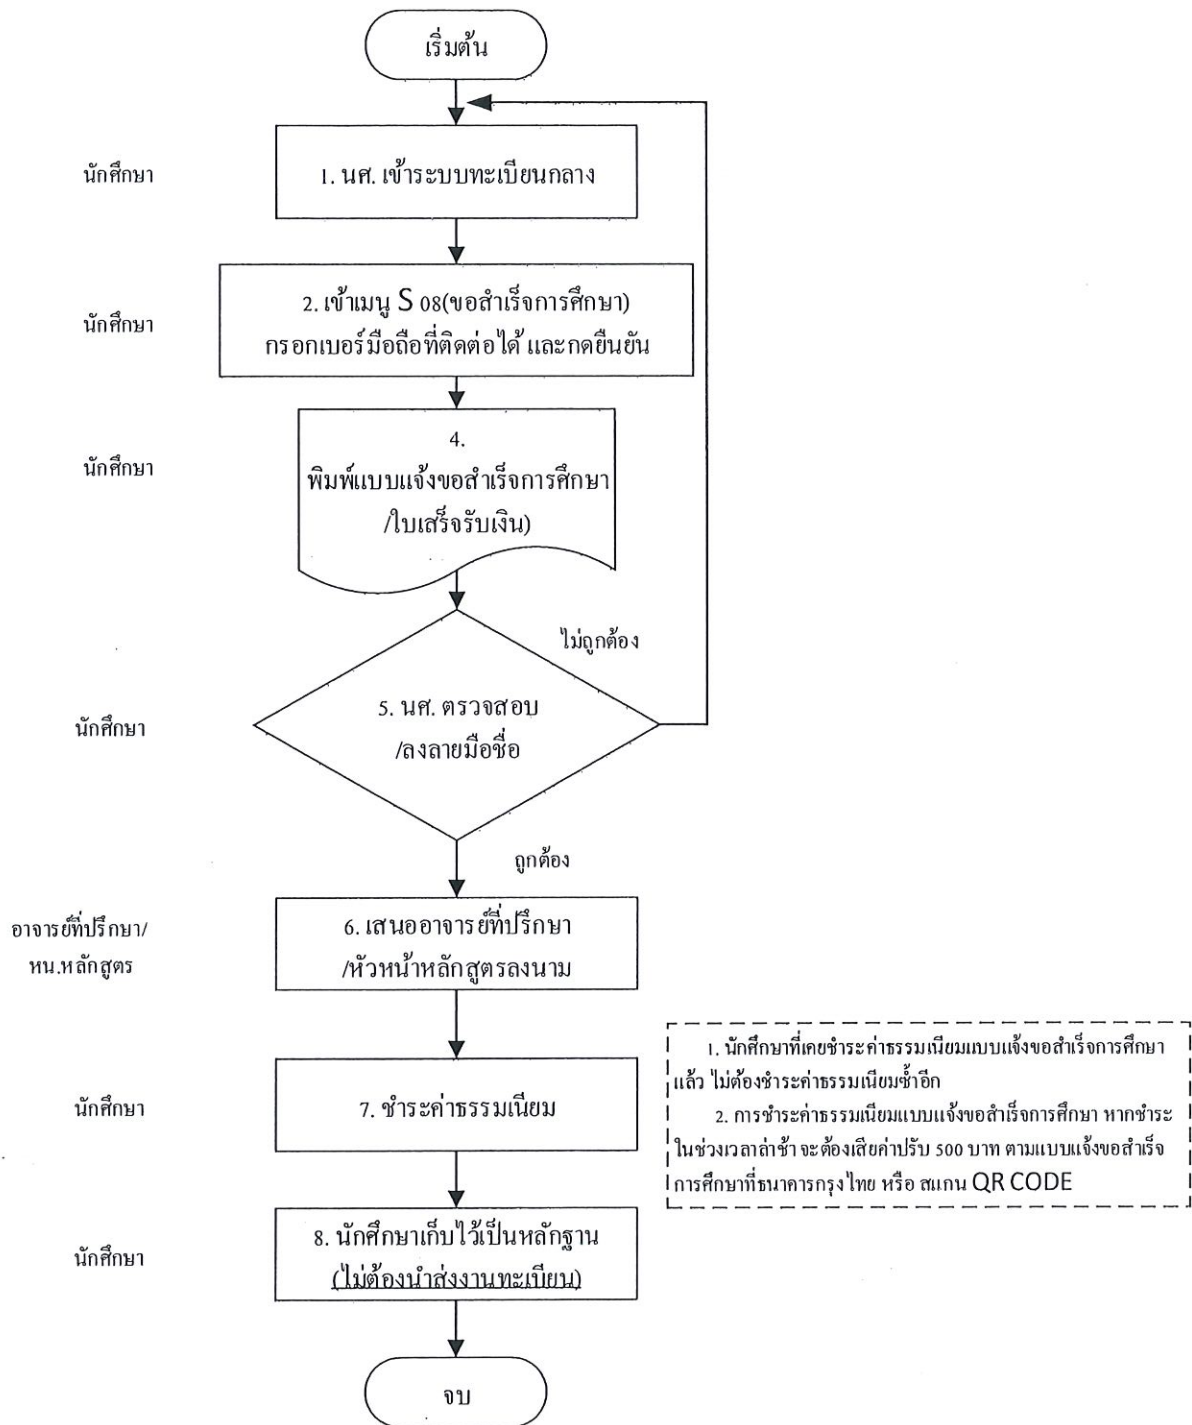 เริ่มต้น
นักศึกษา
1. นศ. เข้าระบบทะเบียนกลาง
นักศึกษา
2. เข้าเมนู S 08(ขอสำเร็จการศึกษา)
กรอกเบอร์มือถือที่ติดต่อได้ และกดยืนยัน
นักศึกษา
4.
พิมพ์แบบแจ้งขอสำเร็จการศึกษา
/ใบเสร็จรับเงิน)
ไม่ถูกต้อง
นักศึกษา
5. นศ. ตรวจสอบ
/ลงลายมือชื่อ
ถูกต้อง
อาจารย์ที่ปรึกษา/
หน.หลักสูตร
6. เสนออาจารย์ที่ปรึกษา
/หัวหน้าหลักสูตรลงนาม
นักศึกษา
7. ชำระค่าธรรมเนียม
1. นักศึกษาที่เคยชำระค่าธรรมเนียมแบบแจ้งขอสำเร็จการศึกษา
แล้ว ไม่ต้องชำระค่าธรรมเนียมซ้ำอีก
2. การชำระค่าธรรมเนียมแบบแจ้งขอสำเร็จการศึกษา หากชำระ
ในช่วงเวลาล่าช้า จะต้องเสียค่าปรับ 500 บาท ตามแบบแจ้งขอสำเร็จ
การศึกษาที่ธนาคารกรุงไทย หรือ สแกน QR CODE
นักศึกษา
8. นักศึกษาเก็บไว้เป็นหลักฐาน
(ไม่ต้องนำส่งงานทะเบียน)
จบ